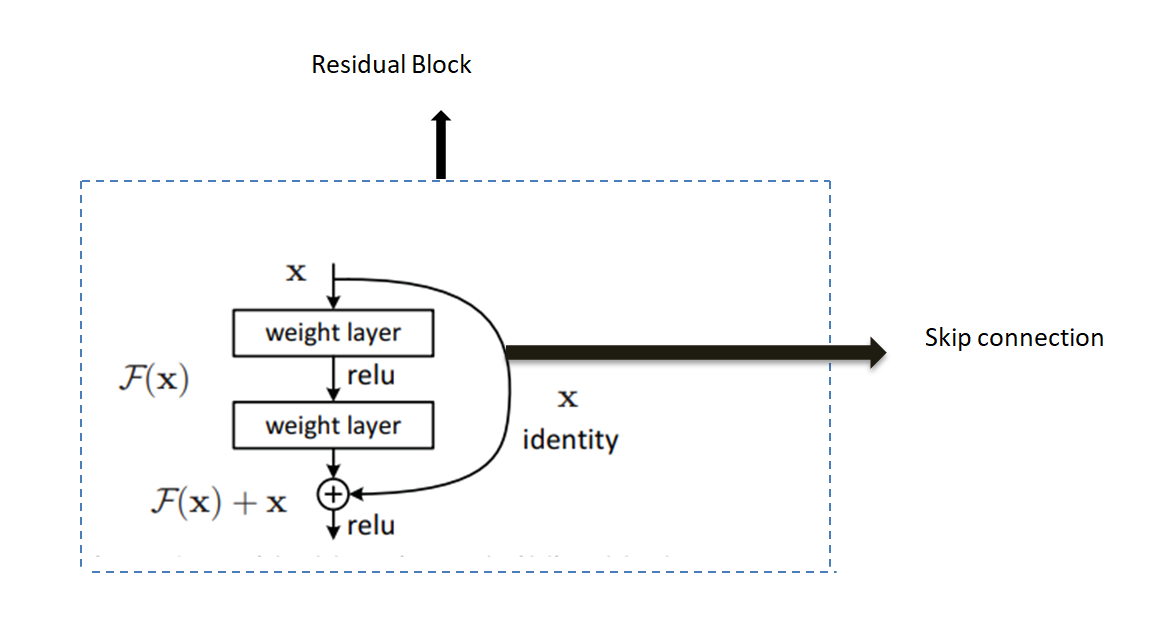 Residual Block
x
weight layer
relu
F(x)
weight layer
x
identity
Skip connection
F(x) + x
relu